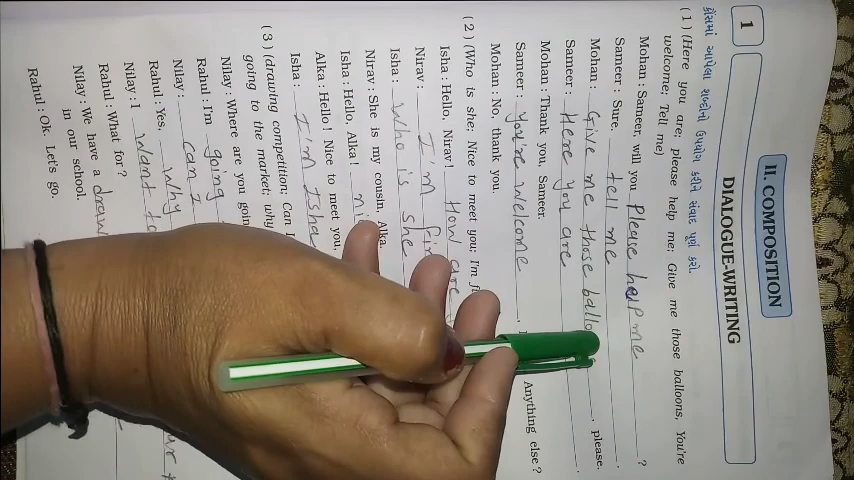 II. COMPOSITION
1
DIALOGUE-WRITING
કૌંસમાં આપેલા શબ્દોનો ઉપયોગ કરીને સંવાદ પૂર્ણ કરો.
( 1 ) (Here you are; please help me; Give me those balloons, You're
welcome; Tell me)
Mohan : Sameer, will you Please help me ?
Sameer : Sure, tell me .
Mohan : Give me those ballo . please.
Sameer : Here you are
Mohan : Thank you, Sameer.
Sameer : You're welcome . Anything else ?
Mohan : No, thank you.
( 2 ) (Who is she; Nice to meet you; I'm
Isha : Hello, Nirav ! How are
Nirav : I'm
Isha : Who is she
Nirav : She is my cousin, Alka.
Isha : Hello, Alka !
Alka : Hello ! Nice to meet you.
Isha : I'm Isha
( 3 ) (drawing competition; Can I
going to the market; why
Nilay : Where are you
Rahul : I'm going
Nilay : can I
Rahul : Yes, why
Nilay : I want to
Rahul : What for ?
Nilay : We have a
in our school.
Rahul : Ok. Let's go.